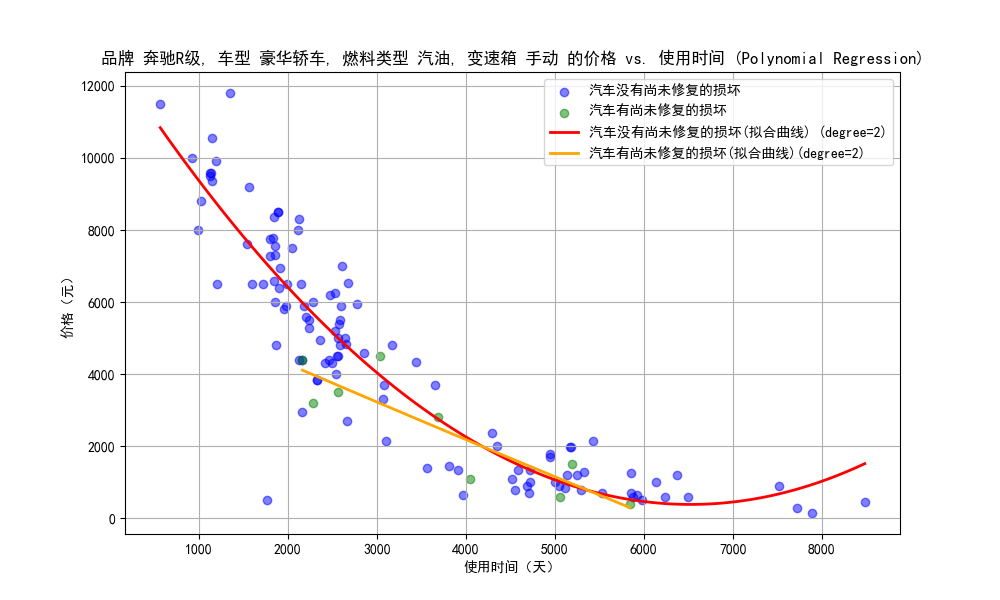 品牌 奔驰R级, 车型 豪华轿车, 燃料类型 汽油, 变速箱 手动 的价格 vs. 使用时间 (Polynomial Regression)
汽车没有尚未修复的损坏
汽车有尚未修复的损坏
汽车没有尚未修复的损坏(拟合曲线) (degree=2)
汽车有尚未修复的损坏(拟合曲线)(degree=2)
价格（元）
12000
10000
8000
6000
4000
2000
0
1000 2000 3000 4000 5000 6000 7000 8000
使用时间（天）